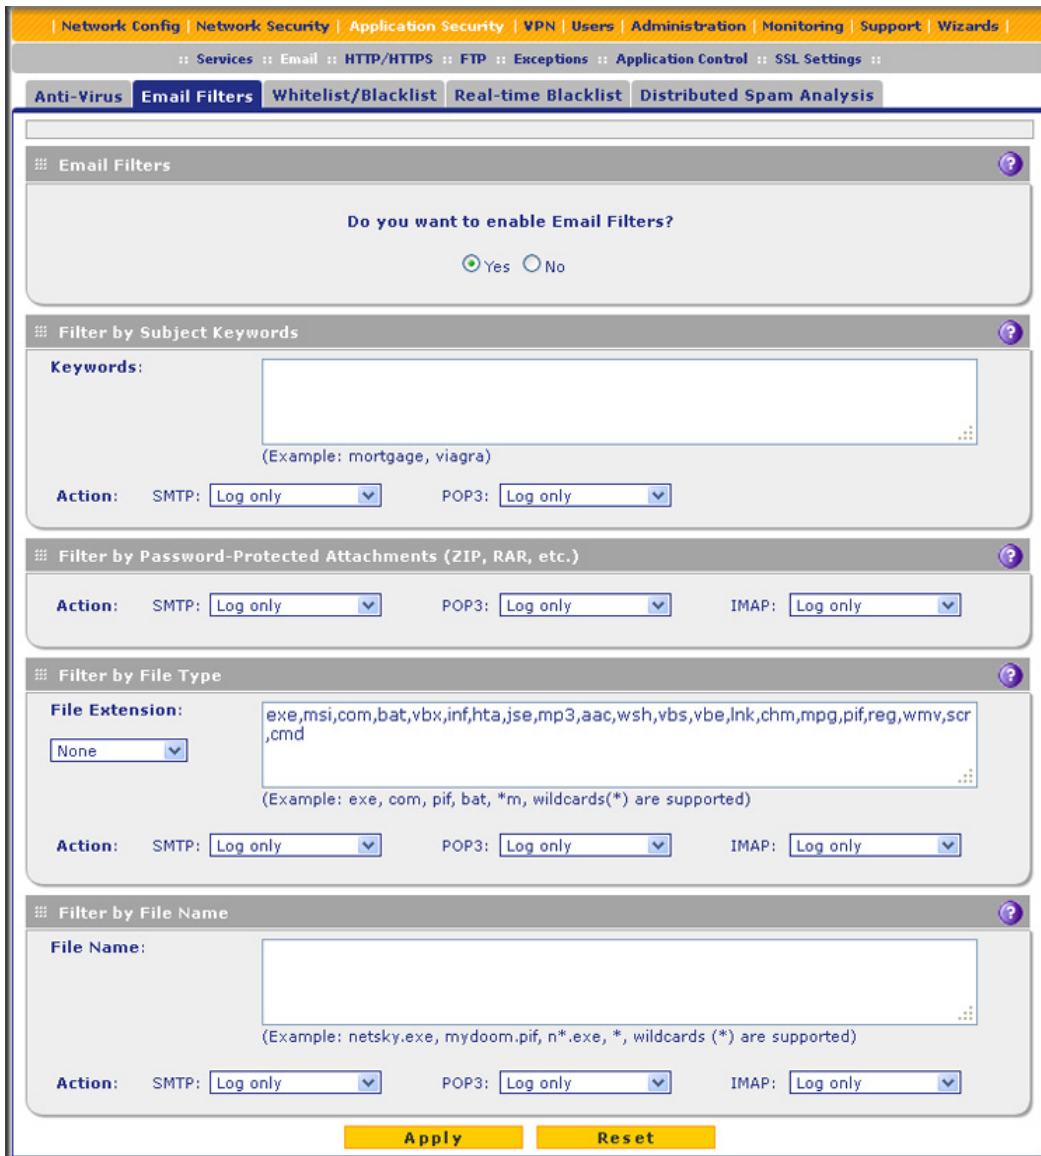 | Network Config | Network Security | Application Security | VPN | Users | Administration | Monitoring | Support | Wizards |
:: Services :: Email :: HTTP/HTTPS :: FTP :: Exceptions :: Application Control :: SSL Settings ::
Anti-Virus Email Filters Whitelist/Blacklist Real-time Blacklist Distributed Spam Analysis
Email Filters ?
Do you want to enable Email Filters?
Yes No
Filter by Subject Keywords ?
Keywords:
(Example: mortgage, viagra)
Action: SMTP: Log only POP3: Log only
Filter by Password-Protected Attachments (ZIP, RAR, etc.) ?
Action: SMTP: Log only POP3: Log only IMAP: Log only
Filter by File Type ?
File Extension:
exe,msi,com,bat,vbx,inf,hta,jse,mp3,aac,wsh,vbs,vbe,lnk,chm,mpg,pif,reg,wmv,scr
,cmd
None
(Example: exe, com, pif, bat, *m, wildcards(*) are supported)
Action: SMTP: Log only POP3: Log only IMAP: Log only
Filter by File Name ?
File Name:
(Example: netsky.exe, mydoom.pif, n*.exe, *, wildcards (*) are supported)
Action: SMTP: Log only POP3: Log only IMAP: Log only
Apply Reset